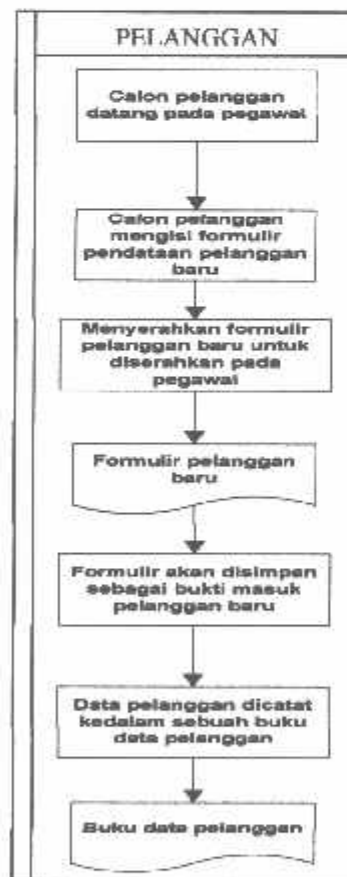 PELANGGAN
Calon pelanggan
datang pada pegawai
Calon pelanggan
mengisi formulir
pendataan pelanggan
baru
Menyerahkan formulir
pelanggan baru untuk
diserahkan pada
pegawai
Formulir pelanggan
baru
Formulir akan disimpan
sebagai bukti masuk
pelanggan baru
Data pelanggan dicatat
kedalam sebuah buku
data pelanggan
Buku data pelanggan